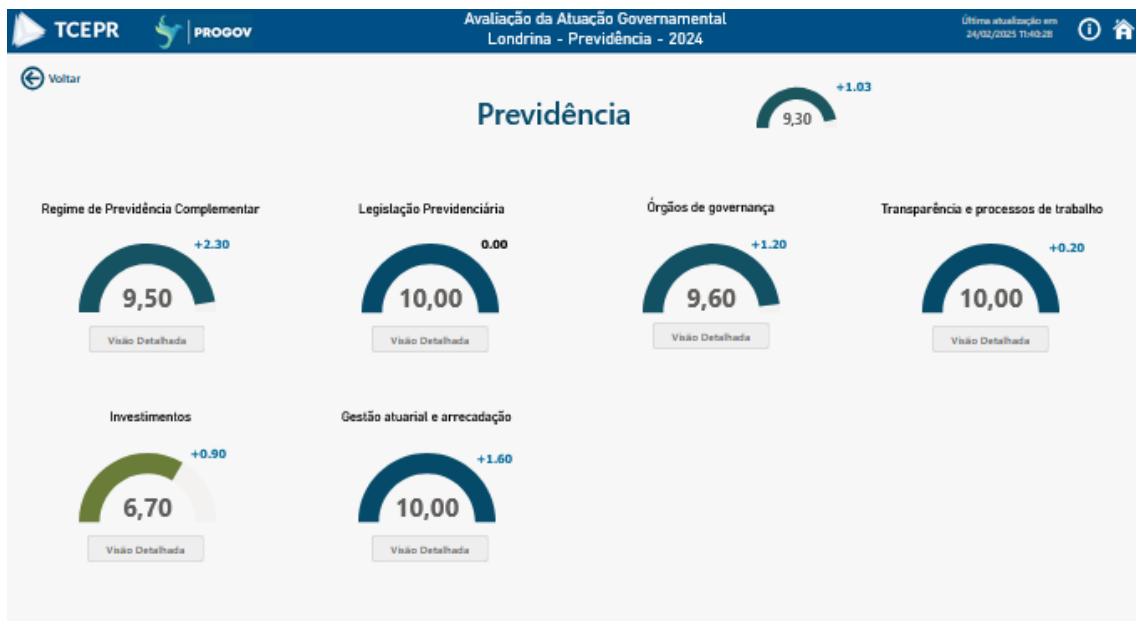 TCEPR
PROGOV
Avaliação da Atuação Governamental
Londrina - Previdência - 2024
Última atualização em
24/02/2025 11:40:28
Voltar
Previdência
+1.03
9,30
Regime de Previdência Complementar
+2.30
9,50
Visão Detalhada
Legislação Previdenciária
0.00
10,00
Visão Detalhada
Órgãos de governança
+1.20
9,60
Visão Detalhada
Transparência e processos de trabalho
+0.20
10,00
Visão Detalhada
Investimentos
+0.90
6,70
Visão Detalhada
Gestão atuarial e arrecadação
+1.60
10,00
Visão Detalhada